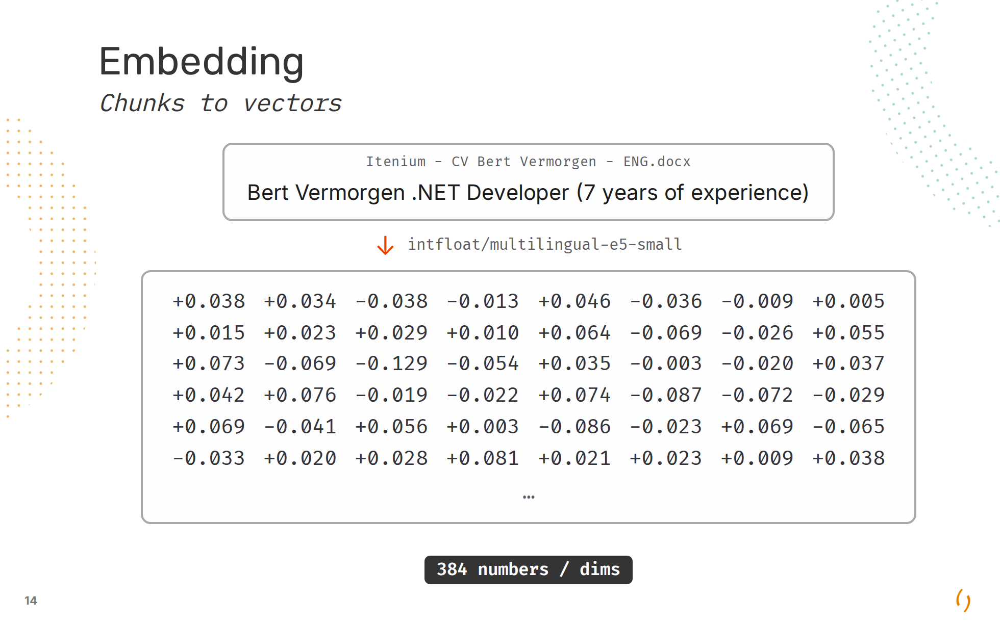 Embedding
Chunks to vectors
Itenium - CV Bert Vermorgen - ENG.docx
Bert Vermorgen .NET Developer (7 years of experience)
↓ intfloat/multilingual-e5-small
+0.038 +0.034 -0.038 -0.013 +0.046 -0.036 -0.009 +0.005
+0.015 +0.023 +0.029 +0.010 +0.064 -0.069 -0.026 +0.055
+0.073 -0.069 -0.129 -0.054 +0.035 -0.003 -0.020 +0.037
+0.042 +0.076 -0.019 -0.022 +0.074 -0.087 -0.072 -0.029
+0.069 -0.041 +0.056 +0.003 -0.086 -0.023 +0.069 -0.065
-0.033 +0.020 +0.028 +0.081 +0.021 +0.023 +0.009 +0.038
…
384 numbers / dims
14